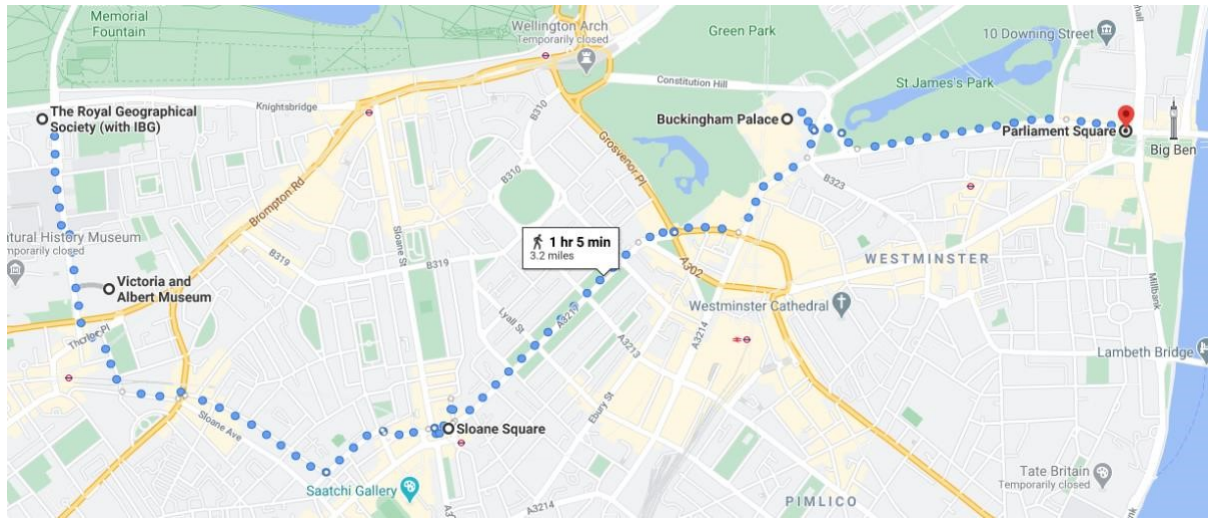 Memorial
Fountain
Wellington Arch
Temporarily closed
Green Park
10 Downing Street
hall
Constitution Hill
St James's Park
The Royal Geographical
Society (with IBG)
Knightsbridge
B310
Buckingham Palace
Parliament Square
Big Ben
Grosvenor Pl
B310
B323
Brompton Rd
Sloane St
atural History Museum
emporarily closed
1 hr 5 min
3.2 miles
B319
B319
A302
WESTMINSTER
Millbank
Victoria and
Albert Museum
Westminster Cathedral
Lyall St
A3217
A3214
Thurloe Pl
A3213
Lambeth Bridge
Ebury St
Sloane Ave
Sloane Square
Saatchi Gallery
Tate Britain
Temporarily closed
A3214
PIMLICO
nk